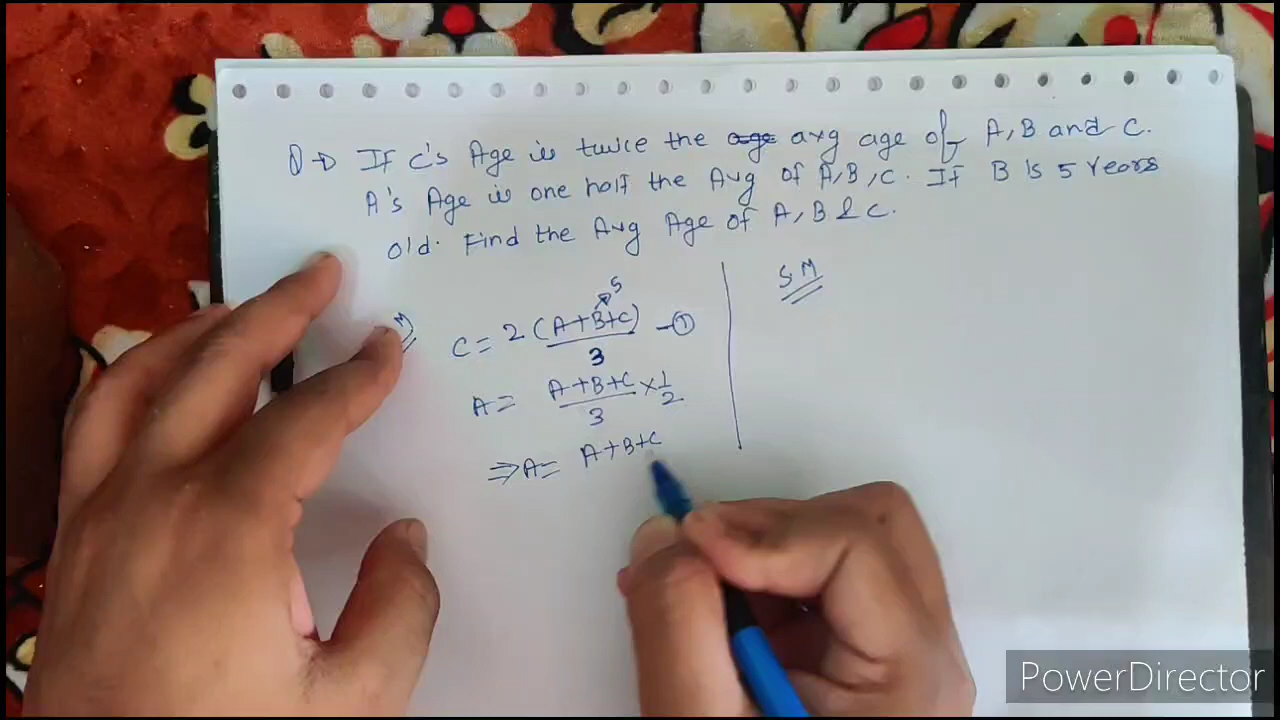 Q→ If C's Age is twice the age avg age of A, B and C.
A's Age is one half the Avg of A, B, C. If B is 5 Years
old. Find the Avg Age of A, B & C.
S.M
5
C = 2 (A+B+C) -①
3
A = A+B+C × 1
3 2
⇒ A = A+B+C
PowerDirector